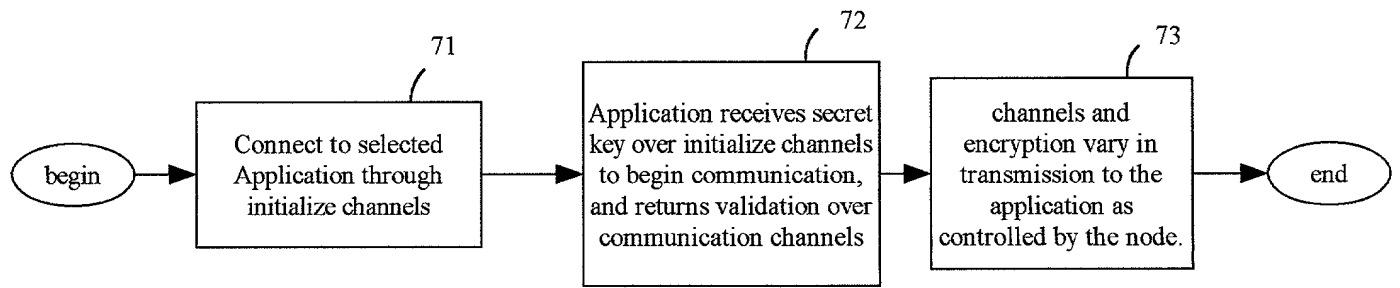 71
72
73
begin
Connect to selected
Application through
initialize channels
Application receives secret
key over initialize channels
to begin communication,
and returns validation over
communication channels
channels and
encryption vary in
transmission to the
application as
controlled by the node.
end